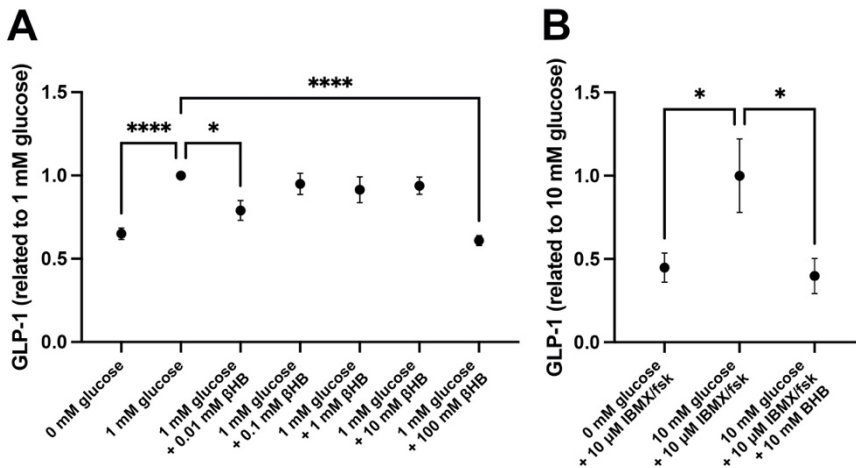 A
GLP-1 (related to 1 mM glucose)
1.5
1.0
0.5
0.0
****
*
****
0 mM glucose
1 mM glucose
1 mM glucose
+ 0.01 mM βHB
1 mM glucose
+ 0.1 mM βHB
1 mM glucose
+ 1 mM βHB
1 mM glucose
+ 10 mM βHB
1 mM glucose
+ 100 mM βHB
B
GLP-1 (related to 10 mM glucose)
1.5
1.0
0.5
0.0
*
*
0 mM glucose
+ 10 µM IBMX/fsk
10 mM glucose
+ 10 µM IBMX/fsk
10 mM glucose
+ 10 µM IBMX/fsk
+ 10 mM BHB